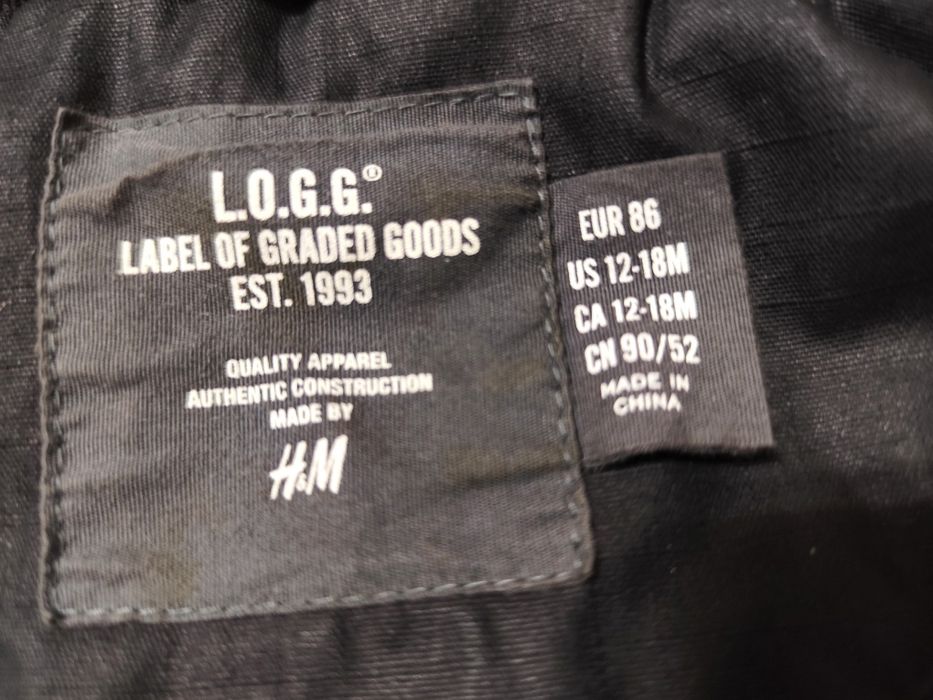 L.O.G.G.®
LABEL OF GRADED GOODS
EST. 1993
QUALITY APPAREL
AUTHENTIC CONSTRUCTION
MADE BY
H&M
EUR 86
US 12-18M
CA 12-18M
CN 90/52
MADE IN
CHINA